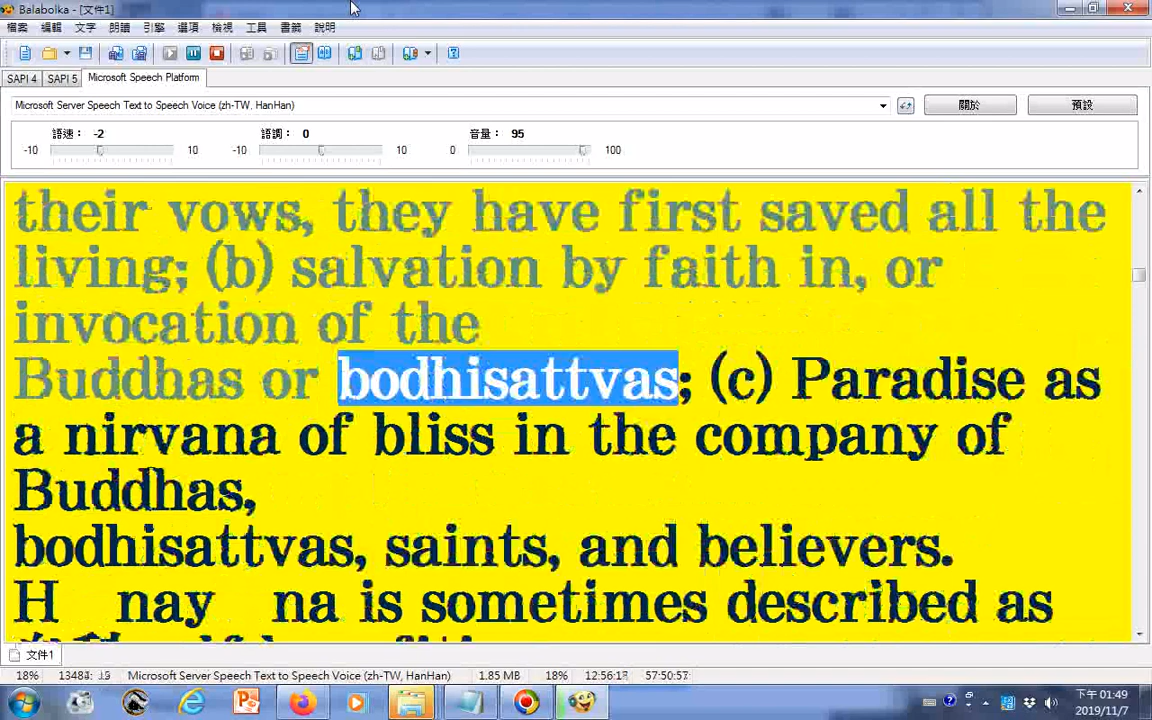 Balabolka - [文件1]
檔案 編輯 文字 朗讀 引擎 選項 檢視 工具 書籤 說明
SAPI 4 SAPI 5 Microsoft Speech Platform
Microsoft Server Speech Text to Speech Voice (zh-TW, HanHan) 關於 預設
語速： -2 語調： 0 音量： 95
-10 10 -10 10 0 100
their vows, they have first saved all the
living; (b) salvation by faith in, or
invocation of the
Buddhas or bodhisattvas; (c) Paradise as
a nirvana of bliss in the company of
Buddhas,
bodhisattvas, saints, and believers.
H nay na is sometimes described as
文件1
18% Microsoft Server Speech Text to Speech Voice (zh-TW, HanHan) 1.85 MB 18% 57:50:57
下午 01:49
2019/11/7